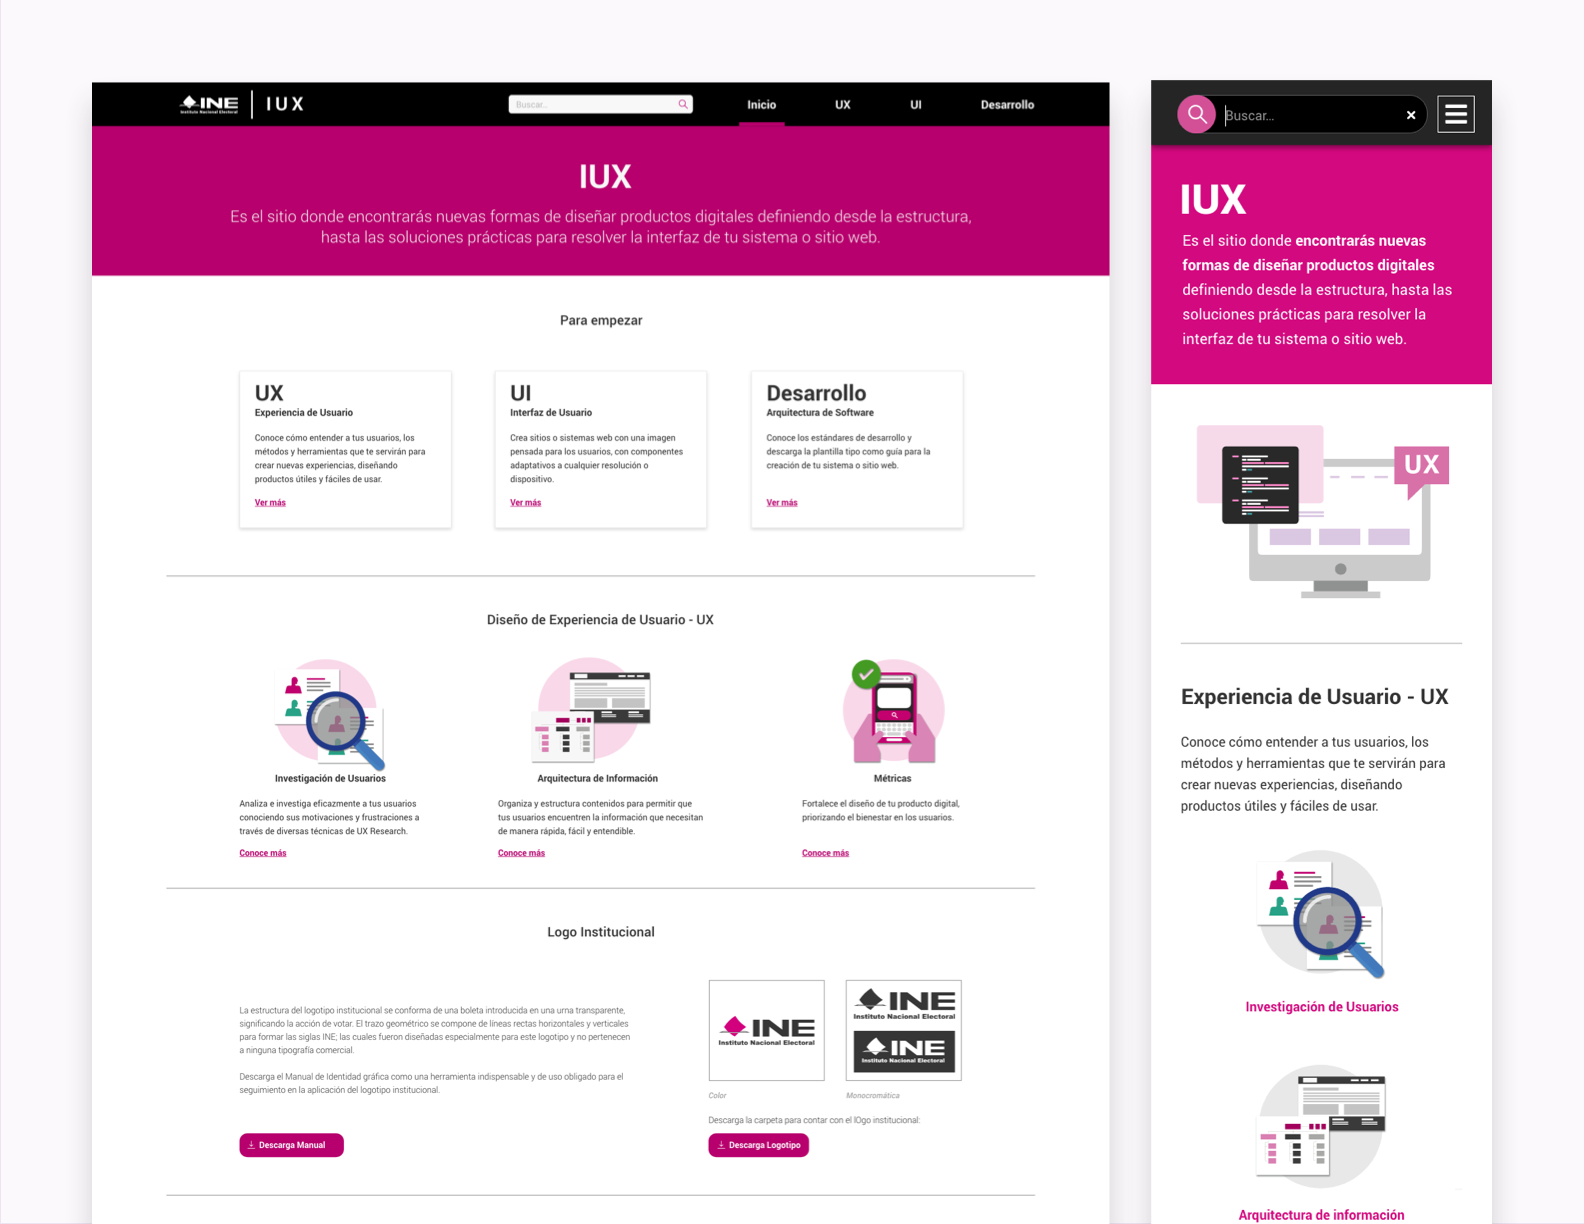 INE
Instituto Nacional Electoral
IUX
Buscar...
Inicio
UX
UI
Desarrollo
IUX
Es el sitio donde encontrarás nuevas formas de diseñar productos digitales definiendo desde la estructura,
hasta las soluciones prácticas para resolver la interfaz de tu sistema o sitio web.
Para empezar
UX
Experiencia de Usuario
Conoce cómo entender a tus usuarios, los
métodos y herramientas que te servirán para
crear nuevas experiencias, diseñando
productos útiles y fáciles de usar.
Ver más
UI
Interfaz de Usuario
Crea sitios o sistemas web con una imagen
pensada para los usuarios, con componentes
adaptativos a cualquier resolución o
dispositivo.
Ver más
Desarrollo
Arquitectura de Software
Conoce los estándares de desarrollo y
descarga la plantilla tipo como guía para la
creación de tu sistema o sitio web.
Ver más
Diseño de Experiencia de Usuario - UX
Investigación de Usuarios
Analiza e investiga eficazmente a tus usuarios
conociendo sus motivaciones y frustraciones a
través de diversas técnicas de UX Research.
Conoce más
Arquitectura de Información
Organiza y estructura contenidos para permitir que
tus usuarios encuentren la información que necesitan
de manera rápida, fácil y entendible.
Conoce más
Métricas
Fortalece el diseño de tu producto digital,
priorizando el bienestar en los usuarios.
Conoce más
Logo Institucional
La estructura del logotipo institucional se conforma de una boleta introducida en una urna transparente,
significando la acción de votar. El trazo geométrico se compone de líneas rectas horizontales y verticales
para formar las siglas INE; las cuales fueron diseñadas especialmente para este logotipo y no pertenecen
a ninguna tipografía comercial.
Descarga el Manual de Identidad gráfica como una herramienta indispensable y de uso obligado para el
seguimiento en la aplicación del logotipo institucional.
Descarga Manual
INE
Instituto Nacional Electoral
Color
INE
Instituto Nacional Electoral
INE
Instituto Nacional Electoral
Monocromática
Descarga la carpeta para contar con el lOgo institucional:
Descarga Logotipo
Buscar...
IUX
Es el sitio donde encontrarás nuevas
formas de diseñar productos digitales
definiendo desde la estructura, hasta las
soluciones prácticas para resolver la
interfaz de tu sistema o sitio web.
UX
Experiencia de Usuario - UX
Conoce cómo entender a tus usuarios, los
métodos y herramientas que te servirán para
crear nuevas experiencias, diseñando
productos útiles y fáciles de usar.
Investigación de Usuarios
Arquitectura de información